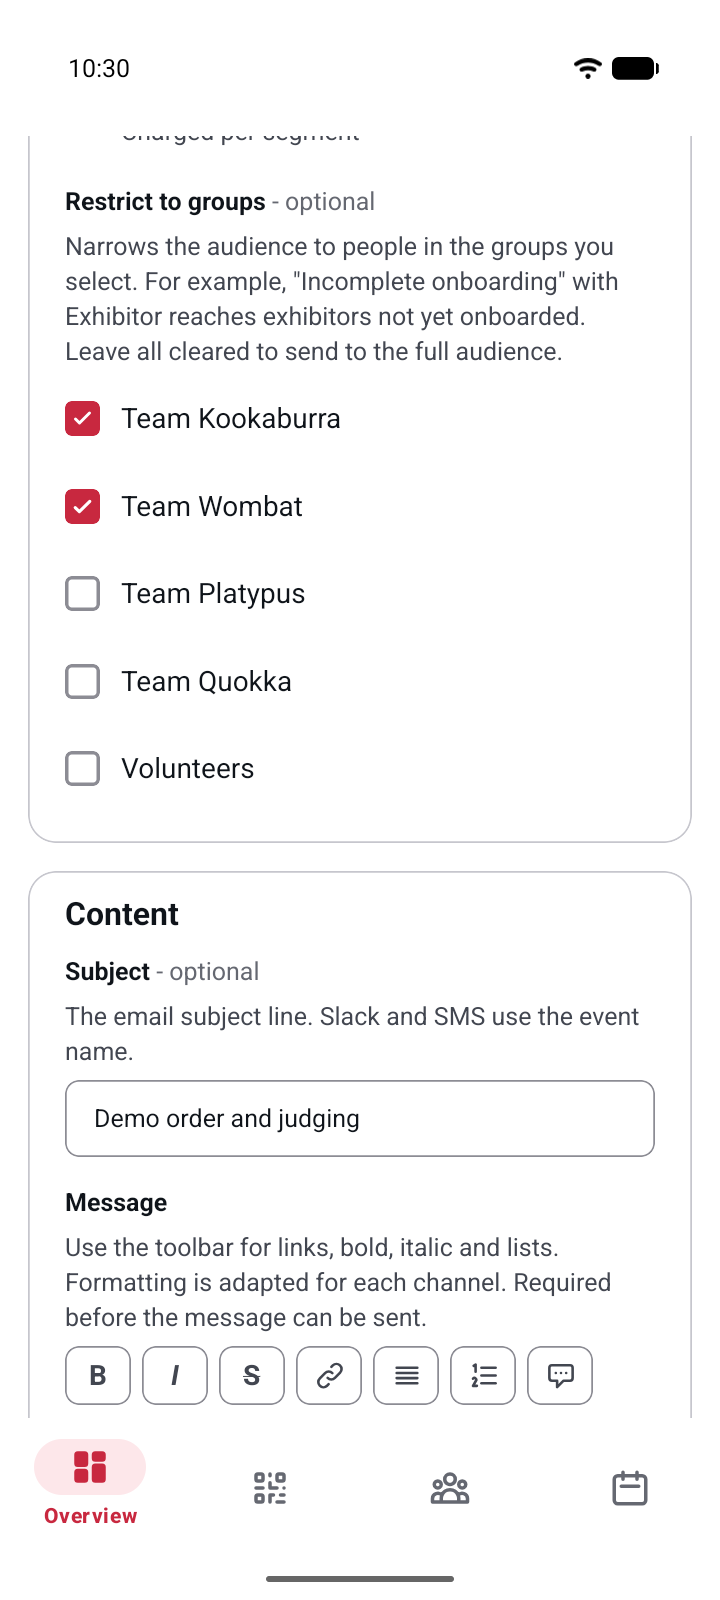 10:30
Charged per segment
Restrict to groups - optional
Narrows the audience to people in the groups you
select. For example, "Incomplete onboarding" with
Exhibitor reaches exhibitors not yet onboarded.
Leave all cleared to send to the full audience.
Team Kookaburra
Team Wombat
Team Platypus
Team Quokka
Volunteers
Content
Subject - optional
The email subject line. Slack and SMS use the event
name.
Demo order and judging
Message
Use the toolbar for links, bold, italic and lists.
Formatting is adapted for each channel. Required
before the message can be sent.
B I S
Overview